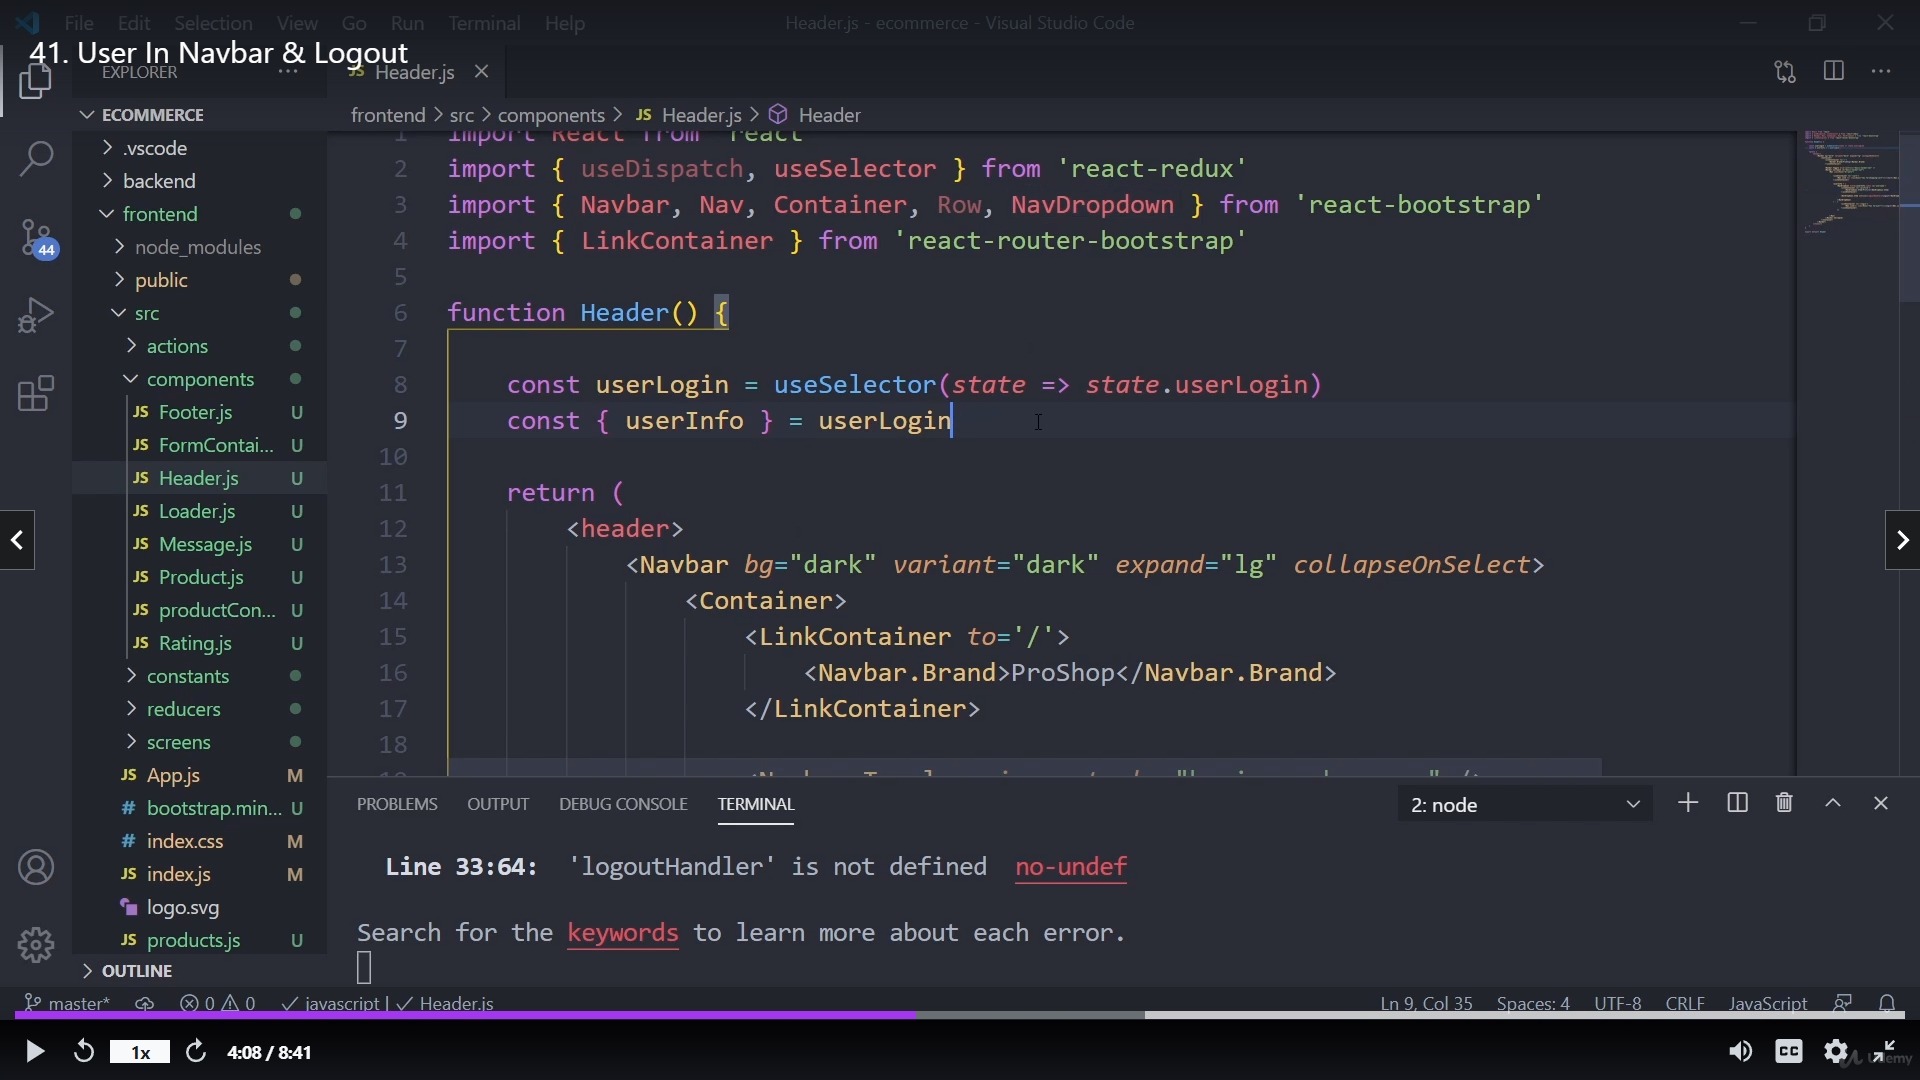 File Edit Selection View Go Run Terminal Help
Header.js - ecommerce - Visual Studio Code
41. User In Navbar & Logout
EXPLORER
JS Header.js
ECOMMERCE
frontend > src > components > JS Header.js > Header
.vscode
backend
frontend
node_modules
public
src
actions
components
JS Footer.js U
JS FormContai... U
JS Header.js U
JS Loader.js U
JS Message.js U
JS Product.js U
JS productCon... U
JS Rating.js U
constants
reducers
screens
JS App.js M
# bootstrap.min... U
# index.css M
JS index.js M
logo.svg
JS products.js U
OUTLINE
44
1 import React from 'react'
2 import { useDispatch, useSelector } from 'react-redux'
3 import { Navbar, Nav, Container, Row, NavDropdown } from 'react-bootstrap'
4 import { LinkContainer } from 'react-router-bootstrap'
5
6 function Header() {
7
8 const userLogin = useSelector(state => state.userLogin)
9 const { userInfo } = userLogin
10
11 return (
12 <header>
13 <Navbar bg="dark" variant="dark" expand="lg" collapseOnSelect>
14 <Container>
15 <LinkContainer to='/'>
16 <Navbar.Brand>ProShop</Navbar.Brand>
17 </LinkContainer>
18
PROBLEMS OUTPUT DEBUG CONSOLE TERMINAL
2: node
Line 33:64: 'logoutHandler' is not defined no-undef
Search for the keywords to learn more about each error.
master* 0 0 javascript | Header.js
Ln 9, Col 35 Spaces: 4 UTF-8 CRLF JavaScript
1x 4:08 / 8:41
CC
Udemy